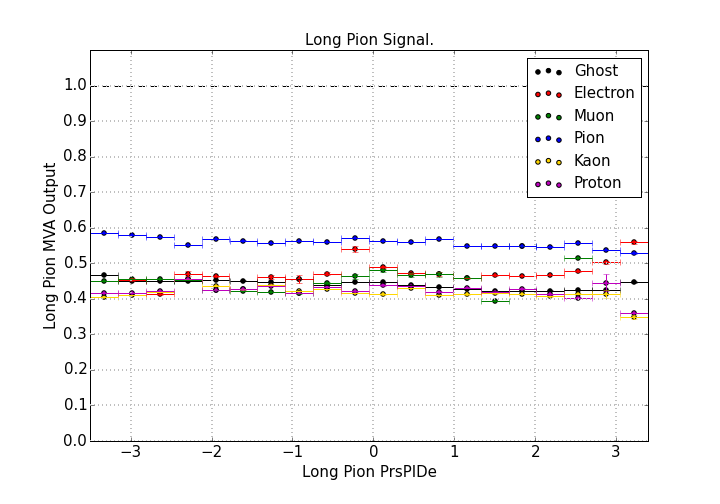 Long Pion Signal.
Long Pion MVA Output
1.0
0.9
0.8
0.7
0.6
0.5
0.4
0.3
0.2
0.1
0.0
Ghost
Electron
Muon
Pion
Kaon
Proton
−3 −2 −1 0 1 2 3
Long Pion PrsPIDe